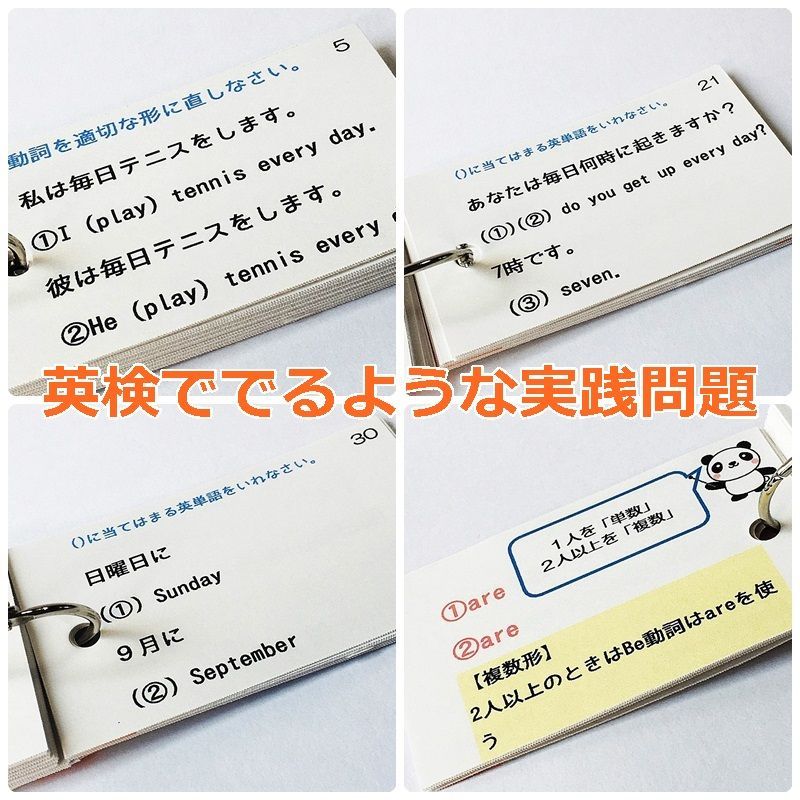 5
動詞を適切な形に直しなさい。
私は毎日テニスをします。
①I (play) tennis every day.
彼は毎日テニスをします。
②He (play) tennis every
21
()に当てはまる英単語をいれなさい。
あなたは毎日何時に起きますか?
(①)(②) do you get up every day?
7時です。
(③) seven.
英検ででるような実践問題
30
()に当てはまる英単語をいれなさい。
日曜日に
(①) Sunday
9月に
(②) September
1人を「単数」
2人以上を「複数」
①are
②are
【複数形】
2人以上のときはBe動詞はareを使
う